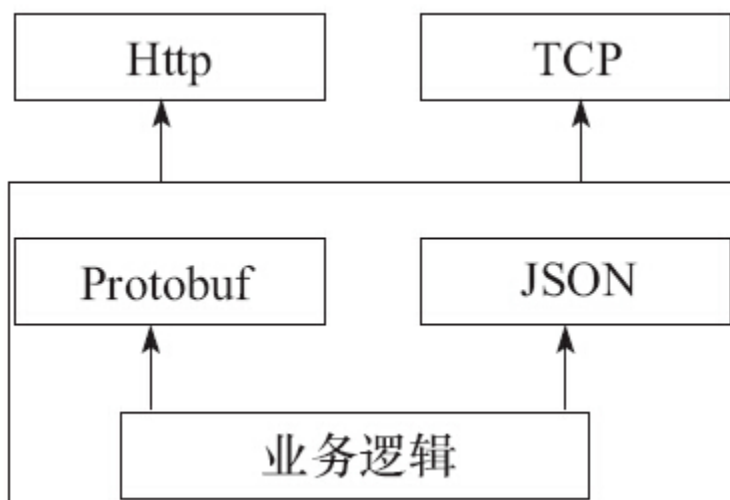 Http
TCP
Protobuf
JSON
业务逻辑